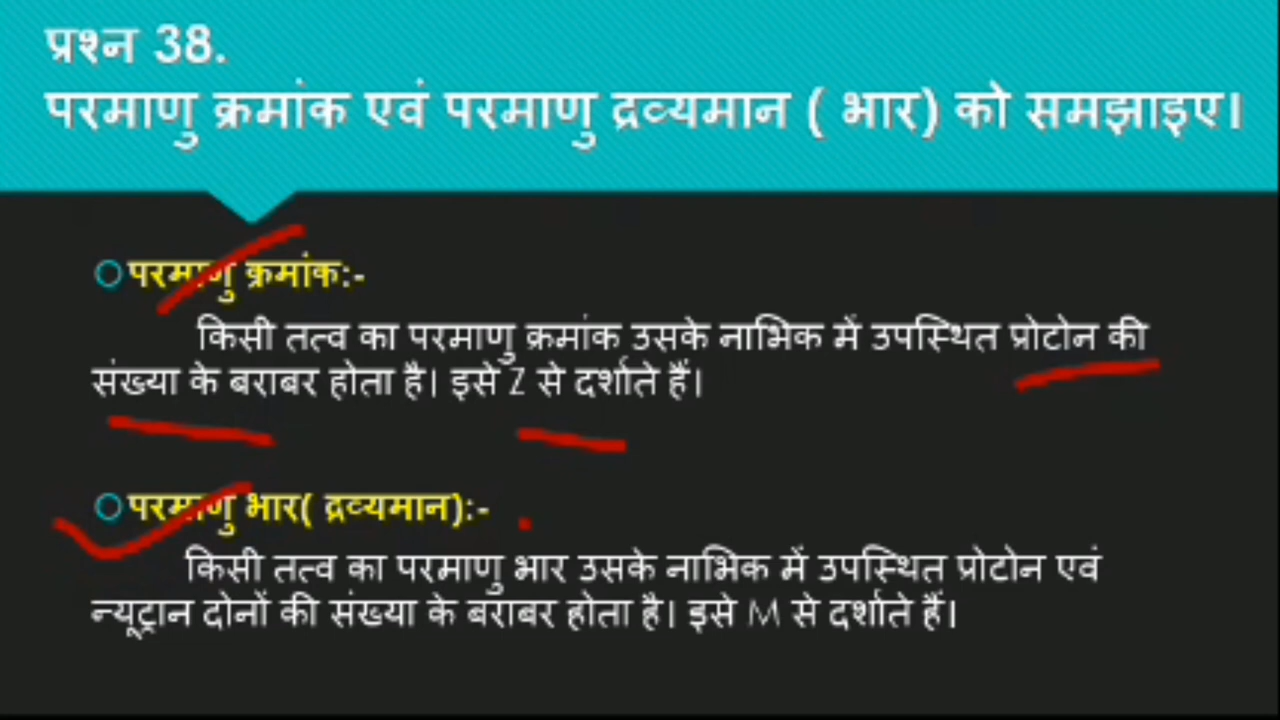 प्रश्न 38.
परमाणु क्रमांक एवं परमाणु द्रव्यमान ( भार) को समझाइए।
परमाणु क्रमांक:-
किसी तत्व का परमाणु क्रमांक उसके नाभिक में उपस्थित प्रोटोन की
संख्या के बराबर होता है। इसे Z से दर्शाते हैं।
परमाणु भार( द्रव्यमान):-
किसी तत्व का परमाणु भार उसके नाभिक में उपस्थित प्रोटोन एवं
न्यूट्रान दोनों की संख्या के बराबर होता है। इसे M से दर्शाते हैं।